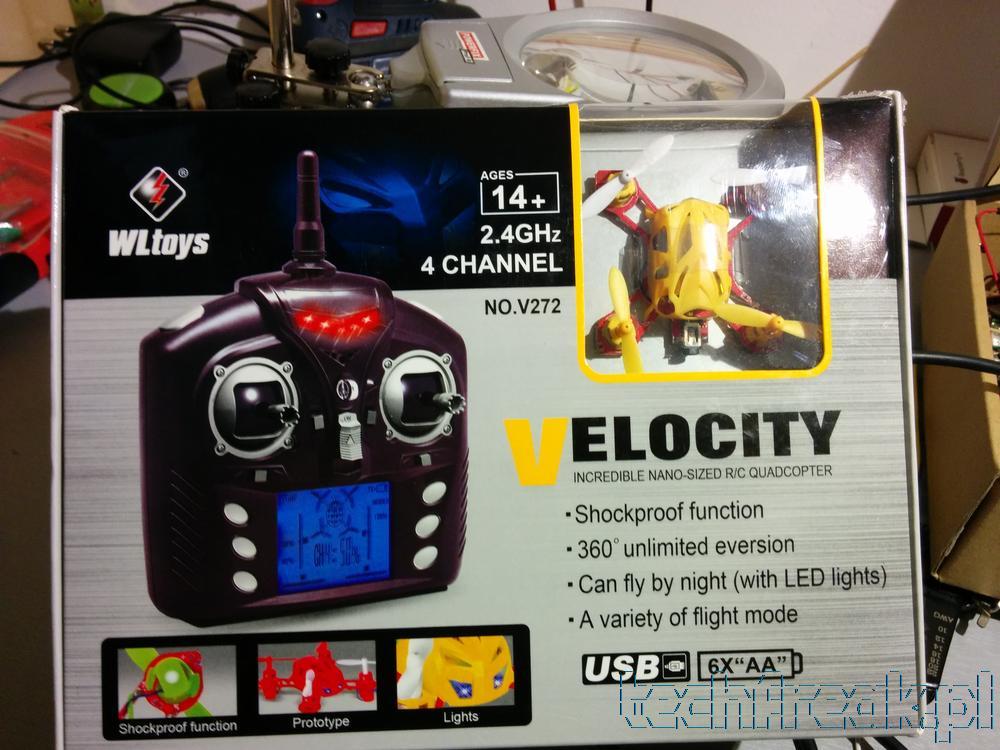 WLtoys
®
AGES
14+
2.4GHz
4 CHANNEL
NO.V272
VELOCITY
INCREDIBLE NANO-SIZED R/C QUADCOPTER
Shockproof function
360° unlimited eversion
Can fly by night (with LED lights)
A variety of flight mode
USB
6X“AA”
Shockproof function
Prototype
Lights
AWG
techfreak.pl